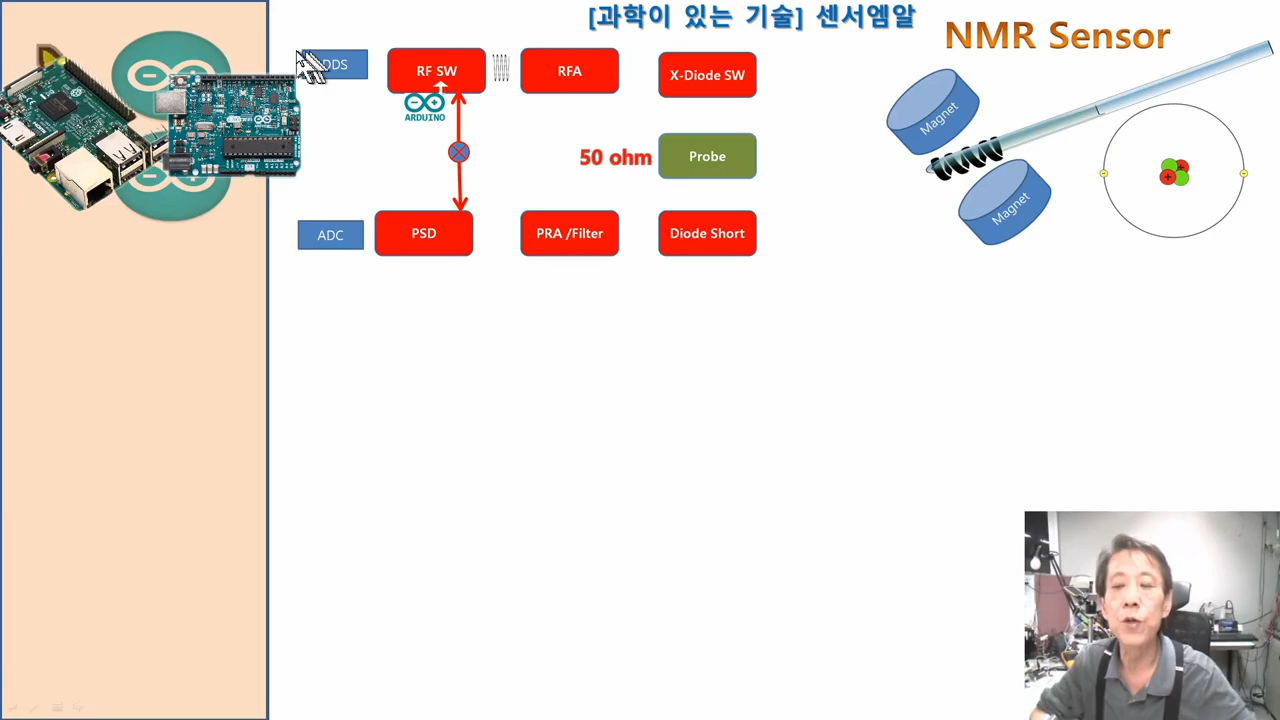 [과학이 있는 기술] 센서엠알
NMR Sensor
DDS
RF SW
RFA
X-Diode SW
ARDUINO
50 ohm
Probe
Magnet
Magnet
ADC
PSD
PRA /Filter
Diode Short